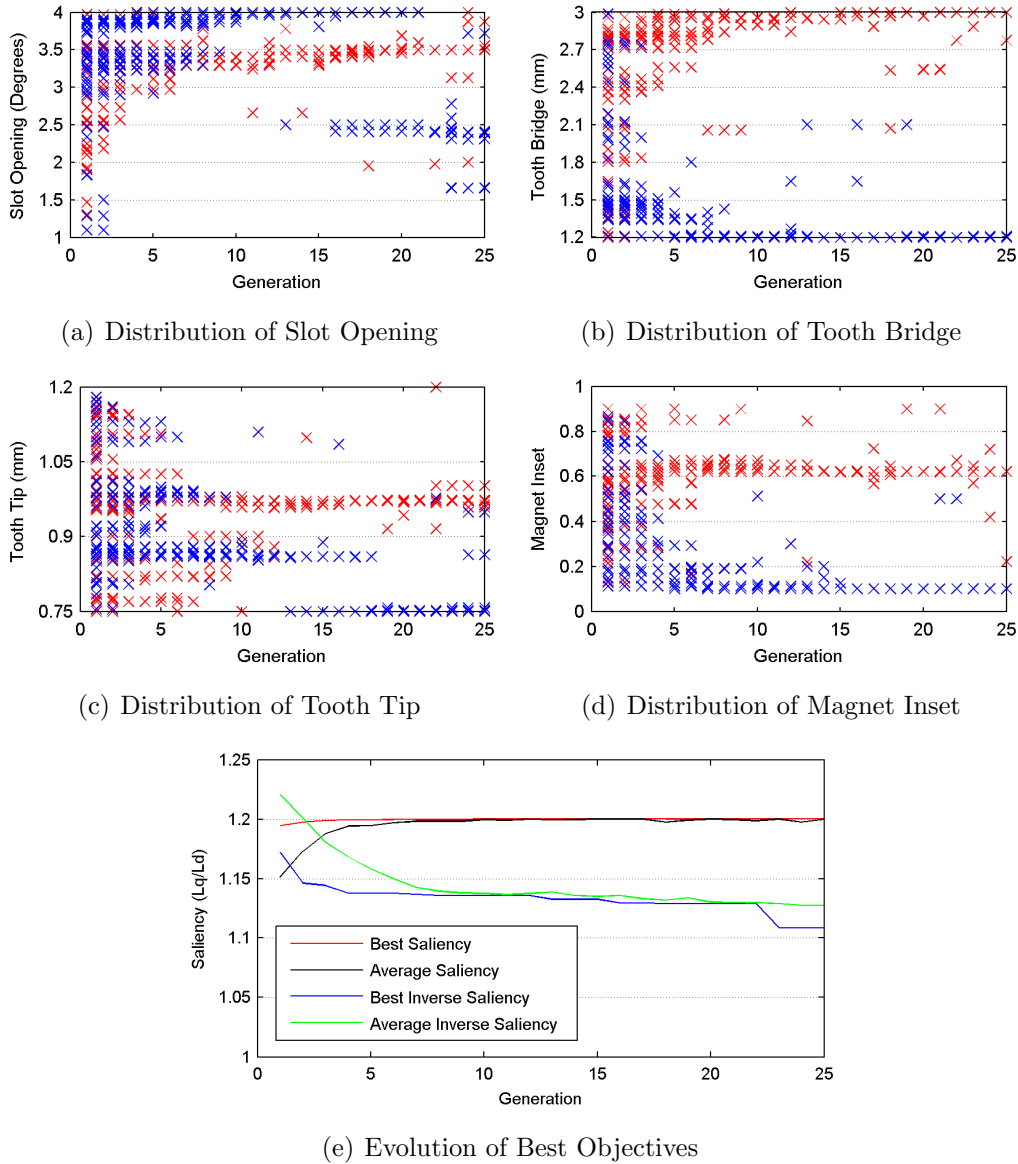 4
3.5
3
2.5
2
1.5
1
Slot Opening (Degrees)
0 5 10 15 20 25
Generation
(a) Distribution of Slot Opening
3
2.7
2.4
2.1
1.8
1.5
1.2
Tooth Bridge (mm)
0 5 10 15 20 25
Generation
(b) Distribution of Tooth Bridge
1.2
1.05
0.9
0.75
Tooth Tip (mm)
0 5 10 15 20 25
Generation
(c) Distribution of Tooth Tip
1
0.8
0.6
0.4
0.2
0
Magnet Inset
0 5 10 15 20 25
Generation
(d) Distribution of Magnet Inset
1.25
1.2
1.15
1.1
1.05
1
Saliency (Lq/Ld)
Best Saliency
Average Saliency
Best Inverse Saliency
Average Inverse Saliency
0 5 10 15 20 25
Generation
(e) Evolution of Best Objectives